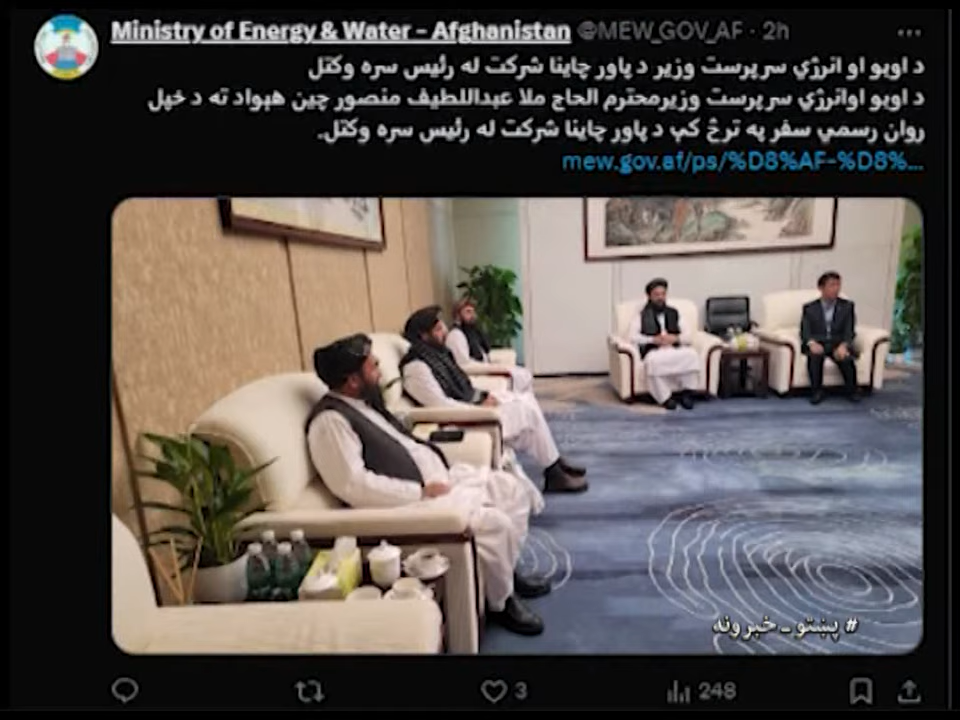 Ministry of Energy & Water - Afghanistan @MEW_GOV_AF · 2h
د اوبو او انرژۍ سرپرست وزیر د پاور چاینا شرکت له رئیس سره وکتل
د اوبو اوانرژۍ سرپرست وزیرمحترم الحاج ملا عبداللطیف منصور چین هېواد ته د خپل
روان رسمي سفر په ترڅ کې د پاور چاینا شرکت له رئیس سره وکتل.
mew.gov.af/ps/%D8%AF-%D8%...
# پښتو - خبرونه
3
248